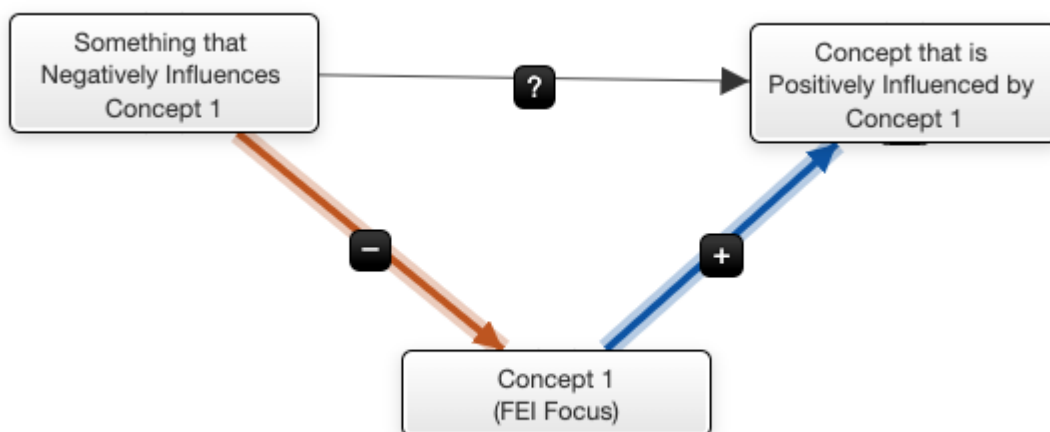 Something that
Negatively Influences
Concept 1
?
Concept that is
Positively Influenced by
Concept 1
−
+
Concept 1
(FEI Focus)